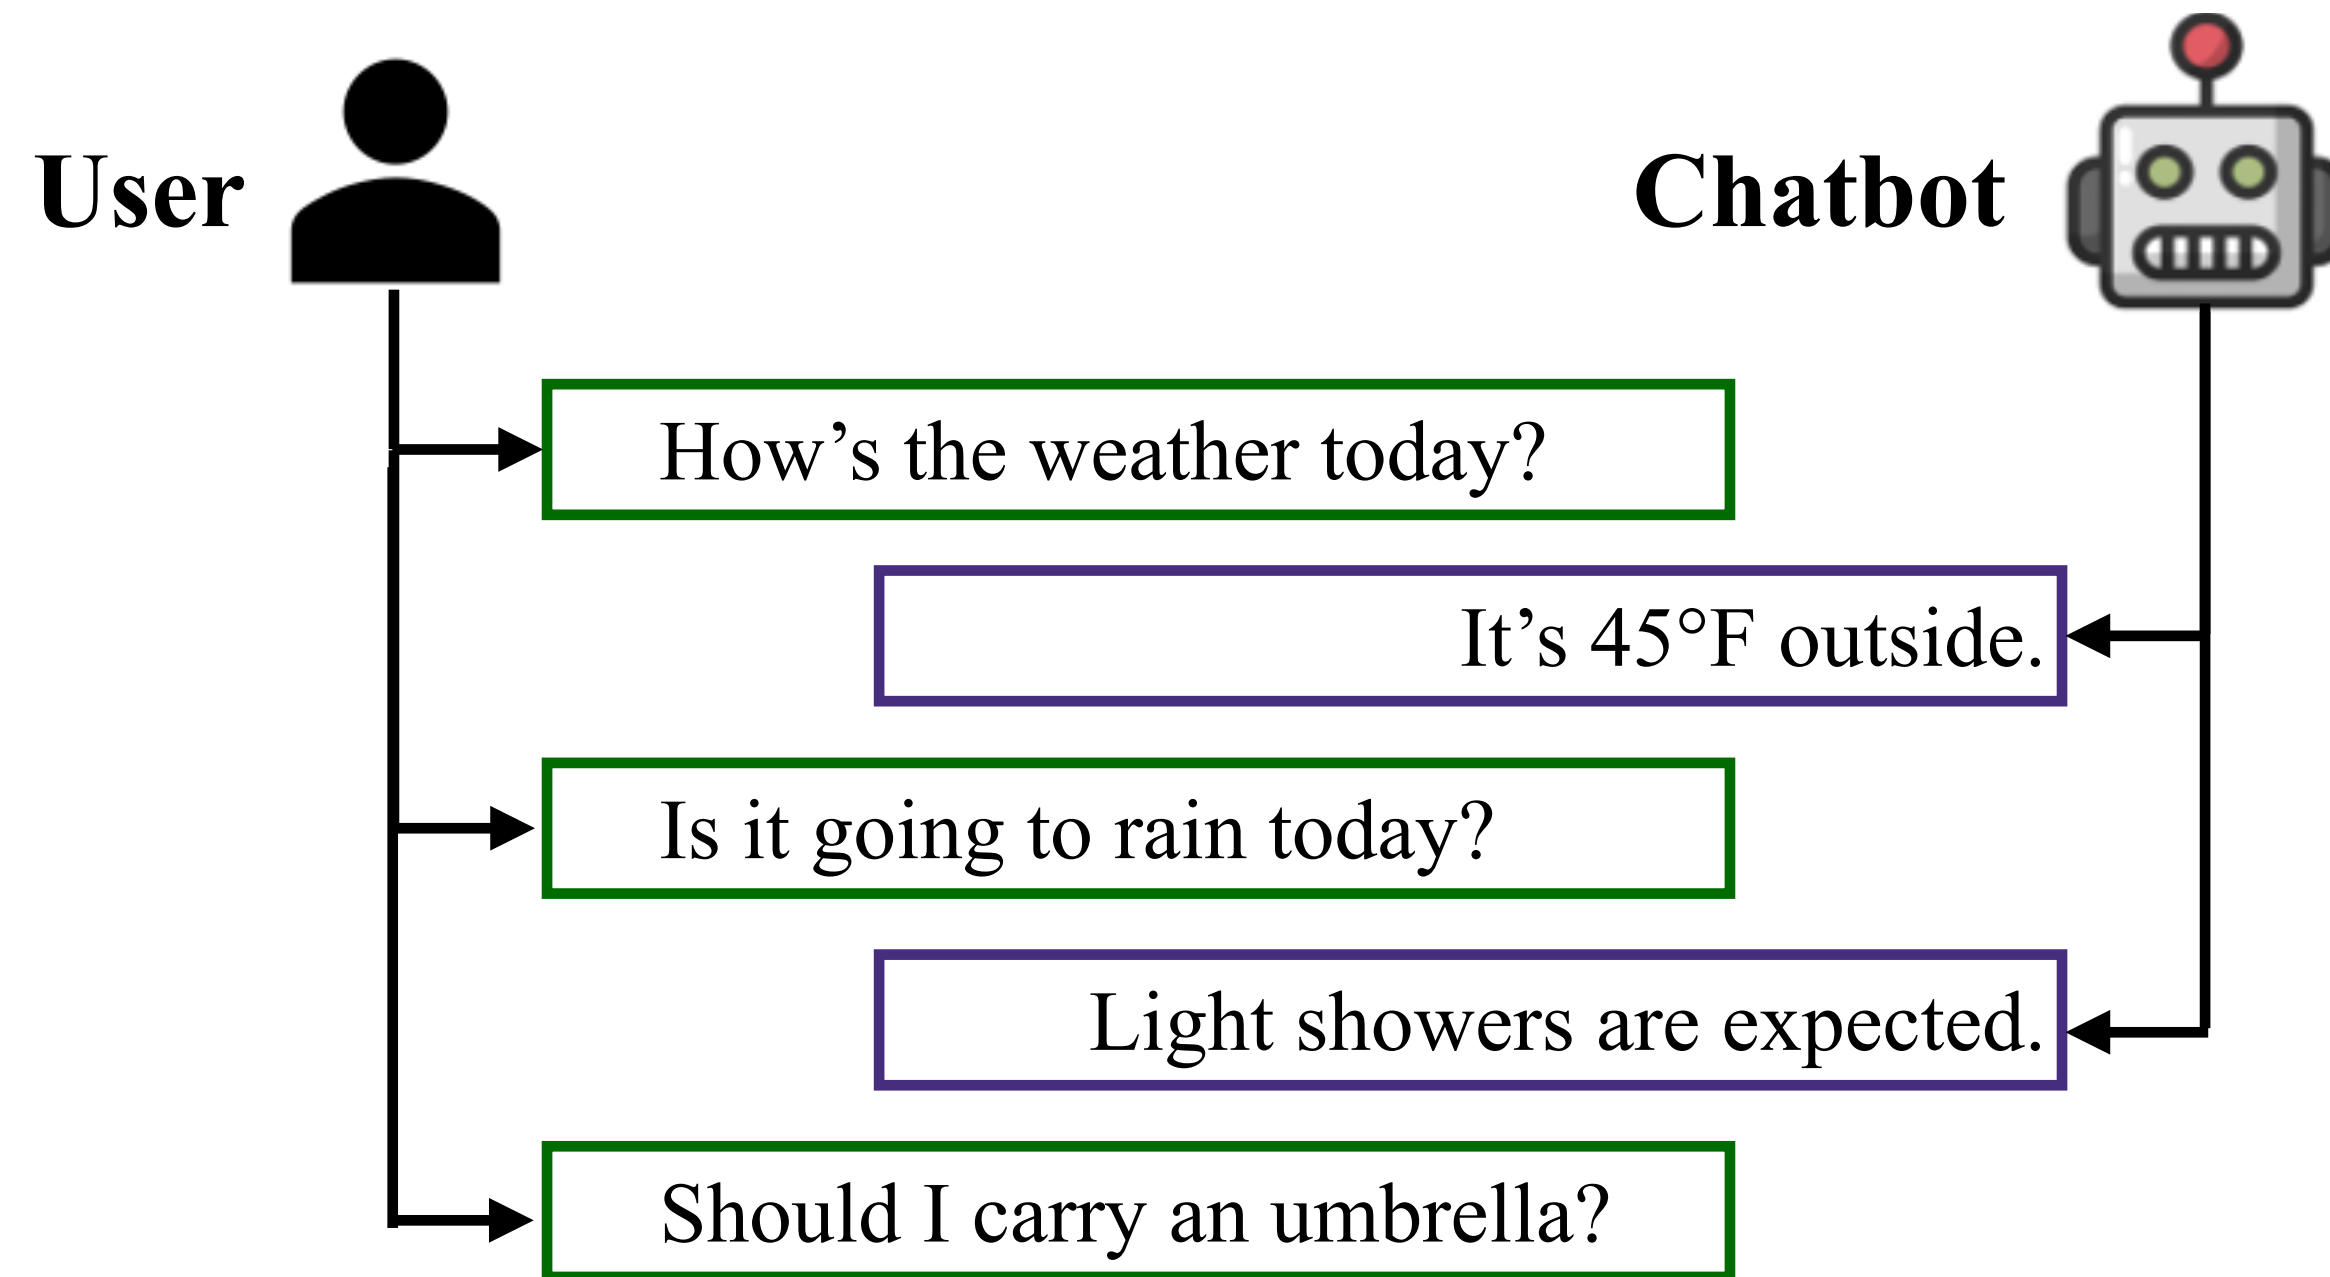 User
Chatbot
How’s the weather today?
It’s 45°F outside.
Is it going to rain today?
Light showers are expected.
Should I carry an umbrella?